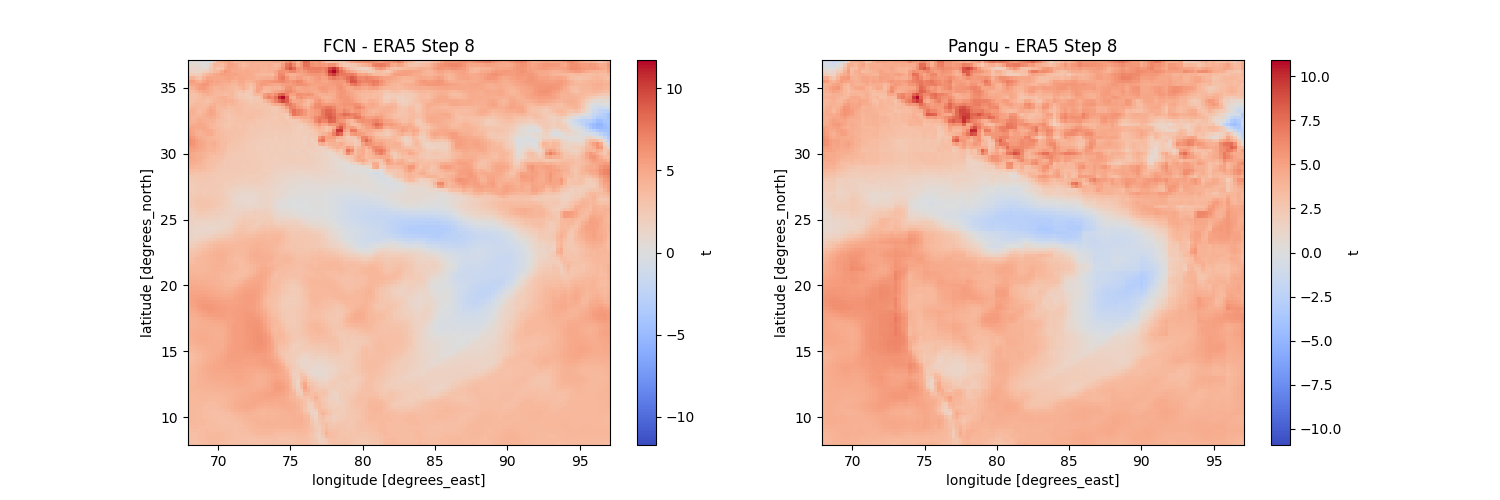 FCN - ERA5 Step 8
35
30
25
20
15
10
latitude [degrees_north]
70 75 80 85 90 95
longitude [degrees_east]
10
5
0
−5
−10
t
Pangu - ERA5 Step 8
35
30
25
20
15
10
latitude [degrees_north]
70 75 80 85 90 95
longitude [degrees_east]
10.0
7.5
5.0
2.5
0.0
−2.5
−5.0
−7.5
−10.0
t